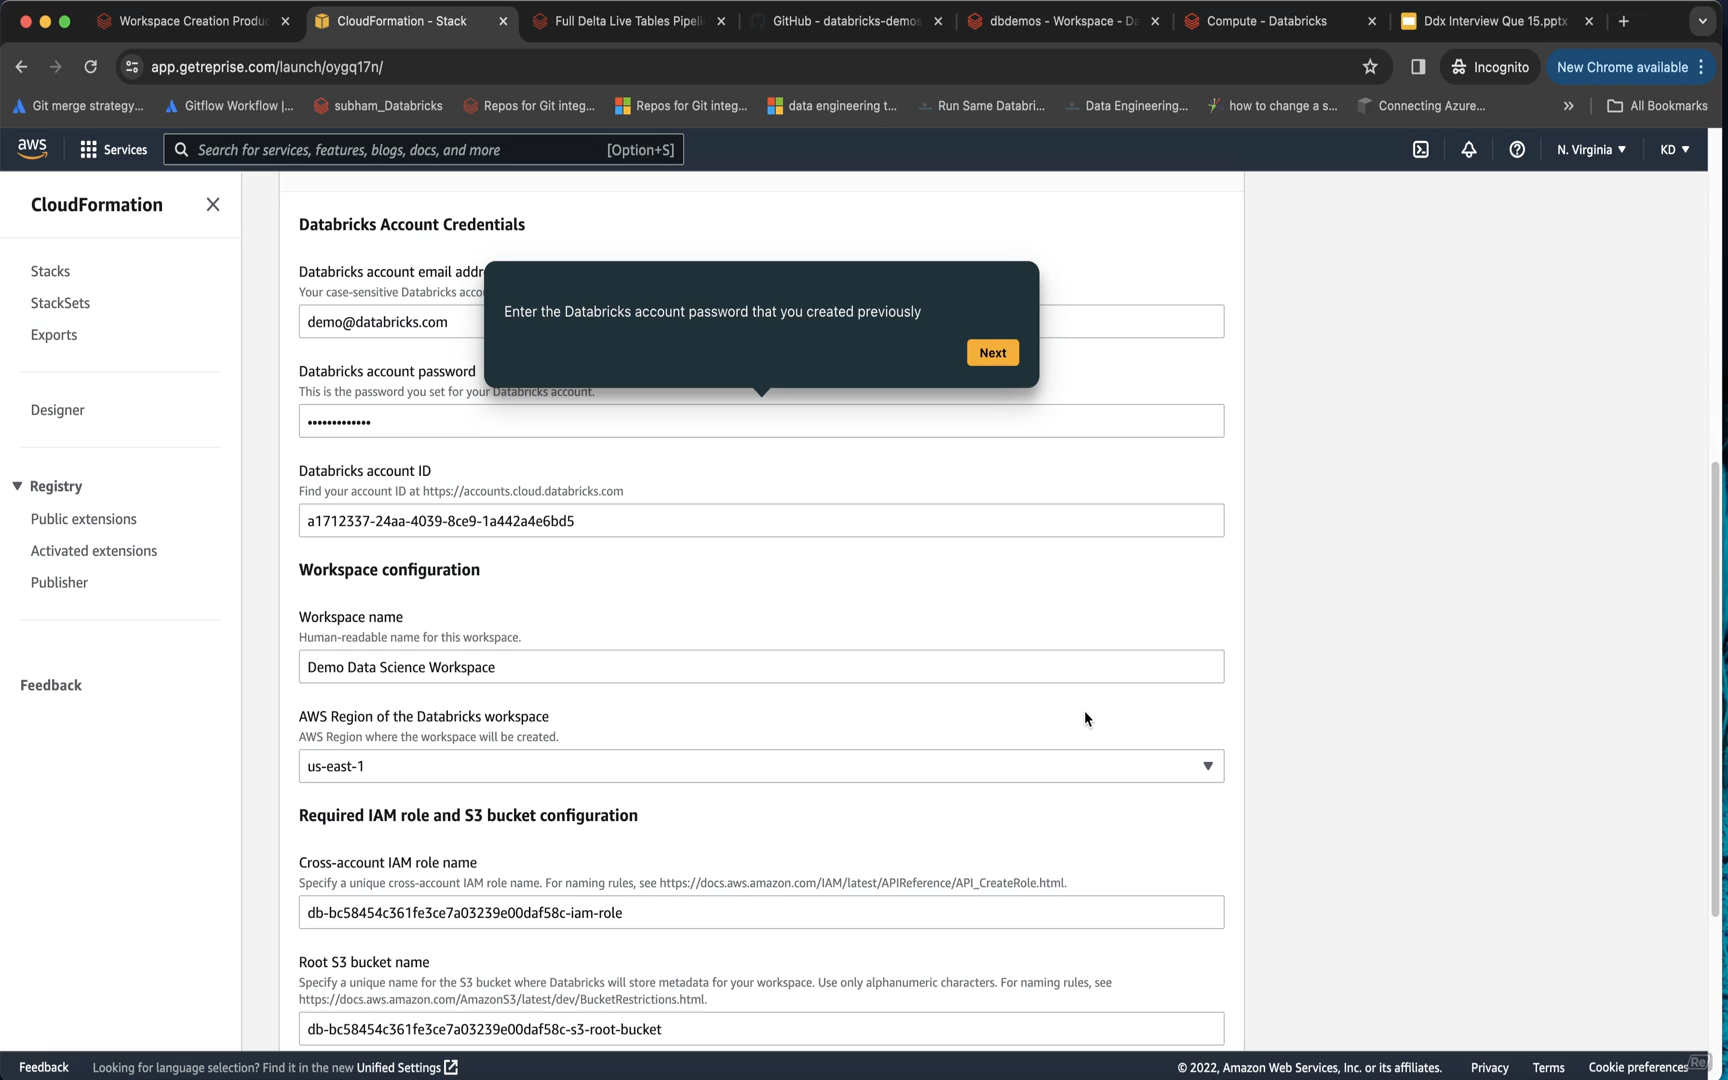 Workspace Creation Produc
CloudFormation - Stack
Full Delta Live Tables Pipeli
GitHub - databricks-demos
dbdemos - Workspace - Da
Compute - Databricks
Ddx Interview Que 15.pptx
app.getreprise.com/launch/oygq17n/
Incognito
New Chrome available
Git merge strategy...
Gitflow Workflow |...
subham_Databricks
Repos for Git integ...
Repos for Git integ...
data engineering t...
Run Same Databri...
Data Engineering...
how to change a s...
Connecting Azure...
»
All Bookmarks
aws
Services
Search for services, features, blogs, docs, and more
[Option+S]
N. Virginia
KD
CloudFormation
Stacks
StackSets
Exports
Designer
Registry
Public extensions
Activated extensions
Publisher
Feedback
Databricks Account Credentials
Databricks account email addr
Your case-sensitive Databricks acco
demo@databricks.com
Enter the Databricks account password that you created previously
Next
Databricks account password
This is the password you set for your Databricks account.
•••••••••••••
Databricks account ID
Find your account ID at https://accounts.cloud.databricks.com
a1712337-24aa-4039-8ce9-1a442a4e6bd5
Workspace configuration
Workspace name
Human-readable name for this workspace.
Demo Data Science Workspace
AWS Region of the Databricks workspace
AWS Region where the workspace will be created.
us-east-1
Required IAM role and S3 bucket configuration
Cross-account IAM role name
Specify a unique cross-account IAM role name. For naming rules, see https://docs.aws.amazon.com/IAM/latest/APIReference/API_CreateRole.html.
db-bc58454c361fe3ce7a03239e00daf58c-iam-role
Root S3 bucket name
Specify a unique name for the S3 bucket where Databricks will store metadata for your workspace. Use only alphanumeric characters. For naming rules, see
https://docs.aws.amazon.com/AmazonS3/latest/dev/BucketRestrictions.html.
db-bc58454c361fe3ce7a03239e00daf58c-s3-root-bucket
Feedback
Looking for language selection? Find it in the new Unified Settings
© 2022, Amazon Web Services, Inc. or its affiliates.
Privacy
Terms
Cookie preferences
Re